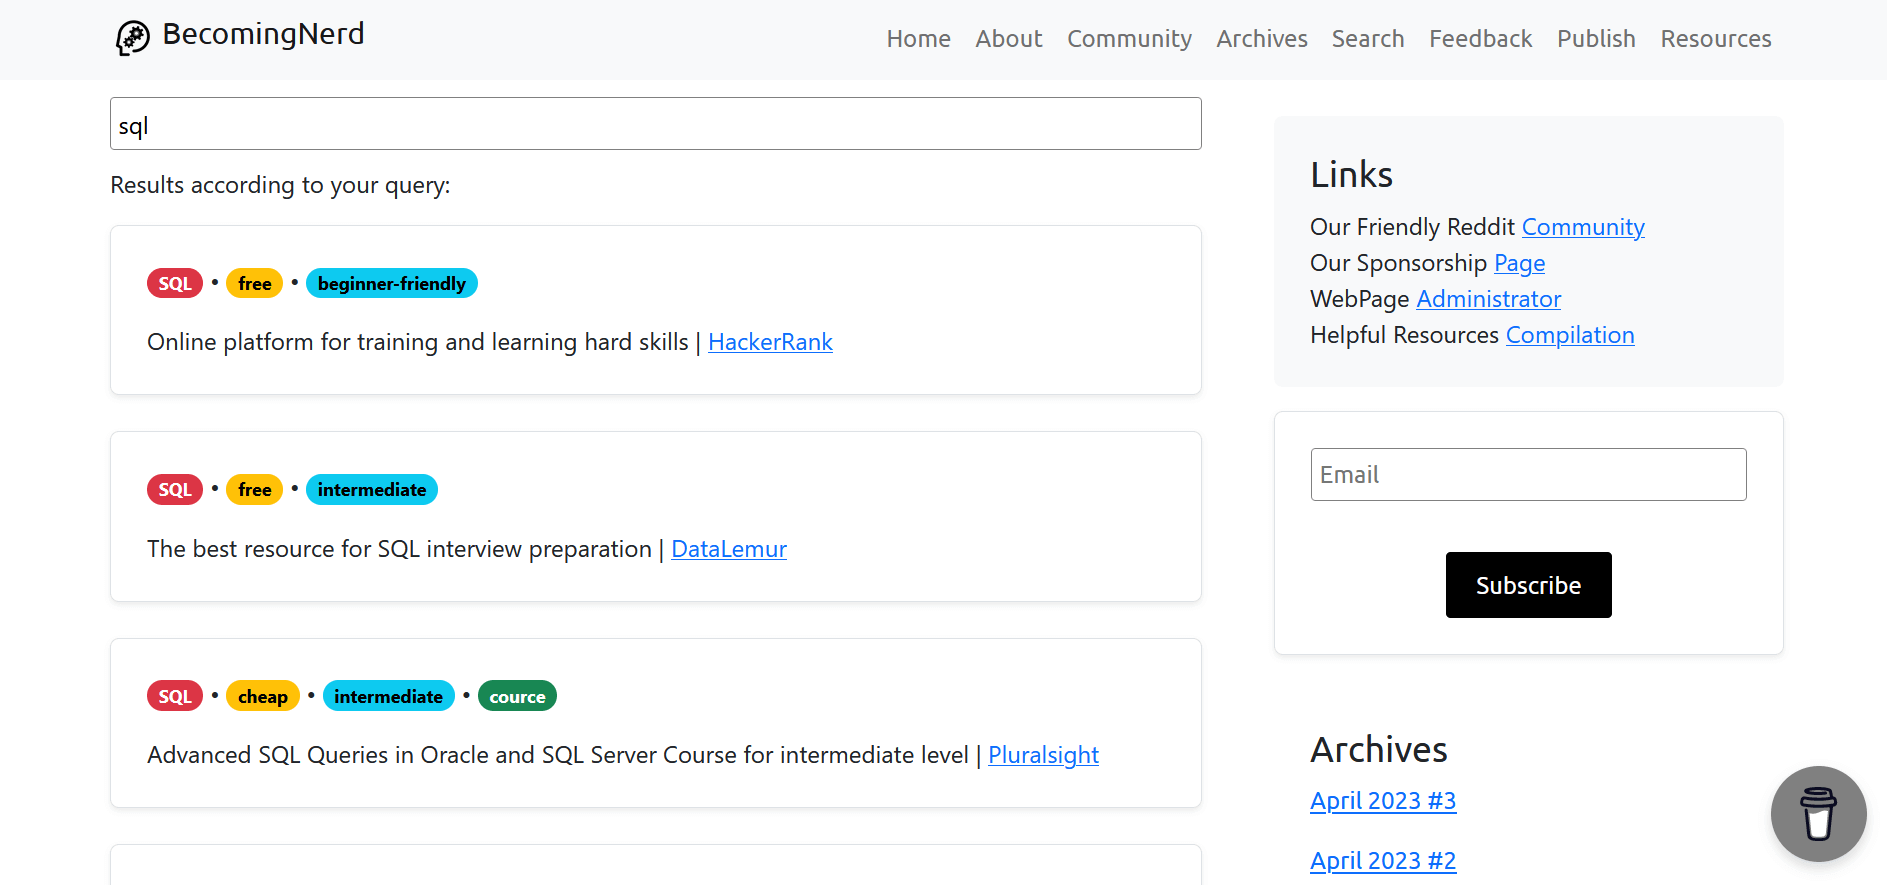 BecomingNerd
Home About Community Archives Search Feedback Publish Resources
sql
Results according to your query:
SQL • free • beginner-friendly
Online platform for training and learning hard skills | HackerRank
SQL • free • intermediate
The best resource for SQL interview preparation | DataLemur
SQL • cheap • intermediate • cource
Advanced SQL Queries in Oracle and SQL Server Course for intermediate level | Pluralsight
Links
Our Friendly Reddit Community
Our Sponsorship Page
WebPage Administrator
Helpful Resources Compilation
Email
Subscribe
Archives
April 2023 #3
April 2023 #2